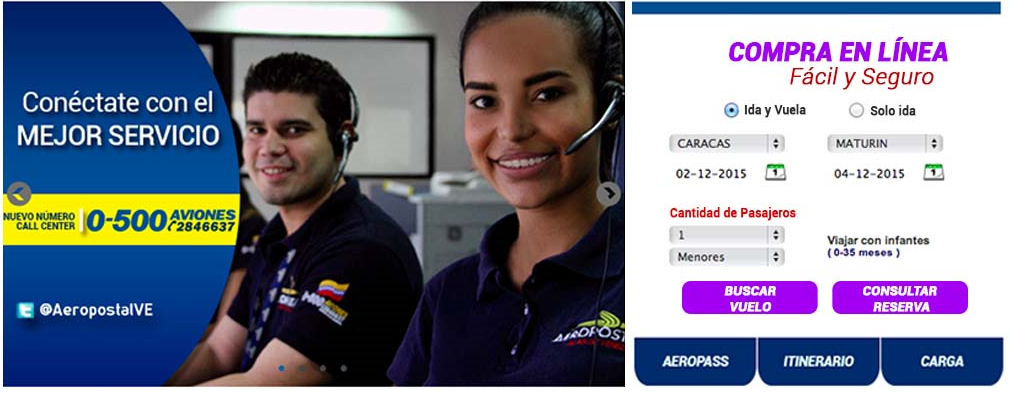 Conéctate con el
MEJOR SERVICIO
NUEVO NÚMERO
CALL CENTER
0-500 AVIONES
2846637
@AeropostalVE
COMPRA EN LÍNEA
Fácil y Seguro
Ida y Vuela
Solo ida
CARACAS
MATURIN
02-12-2015
1
04-12-2015
1
Cantidad de Pasajeros
1
Menores
Viajar con infantes
( 0-35 meses )
BUSCAR
VUELO
CONSULTAR
RESERVA
AEROPASS
ITINERARIO
CARGA